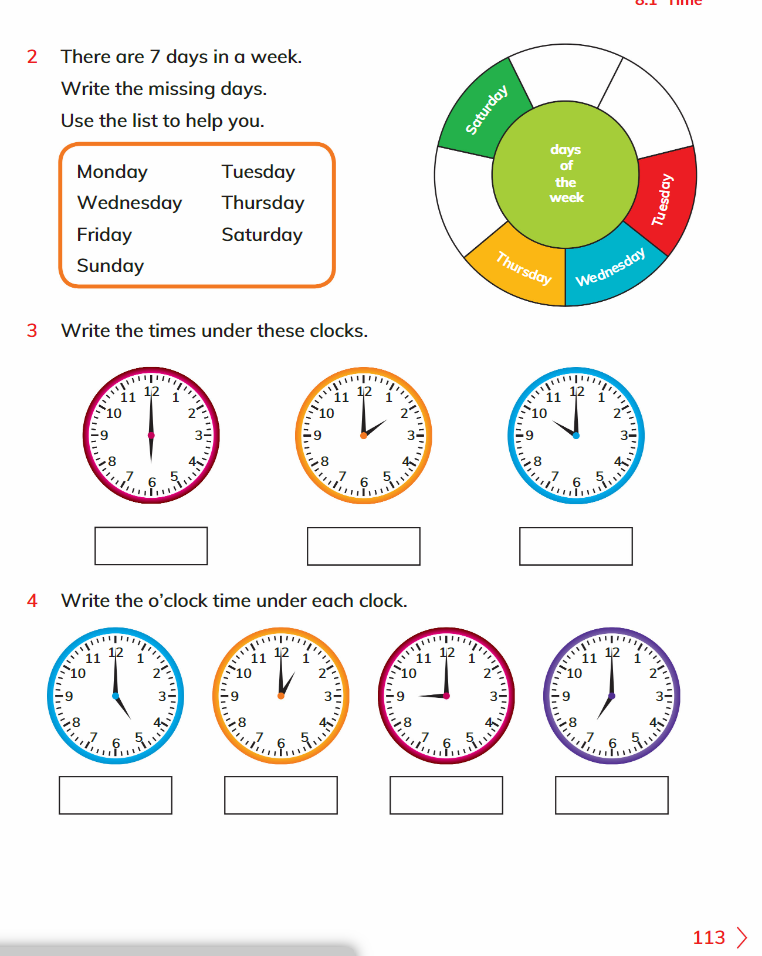 8.1 Time
2 There are 7 days in a week.
Write the missing days.
Use the list to help you.
Monday Tuesday
Wednesday Thursday
Friday Saturday
Sunday
Saturday
days
of
the
week
Tuesday
Thursday
Wednesday
3 Write the times under these clocks.
12 1 2 3 4 5 6 7 8 9 10 11
12 1 2 3 4 5 6 7 8 9 10 11
12 1 2 3 4 5 6 7 8 9 10 11
4 Write the o’clock time under each clock.
12 1 2 3 4 5 6 7 8 9 10 11
12 1 2 3 4 5 6 7 8 9 10 11
12 1 2 3 4 5 6 7 8 9 10 11
12 1 2 3 4 5 6 7 8 9 10 11
113